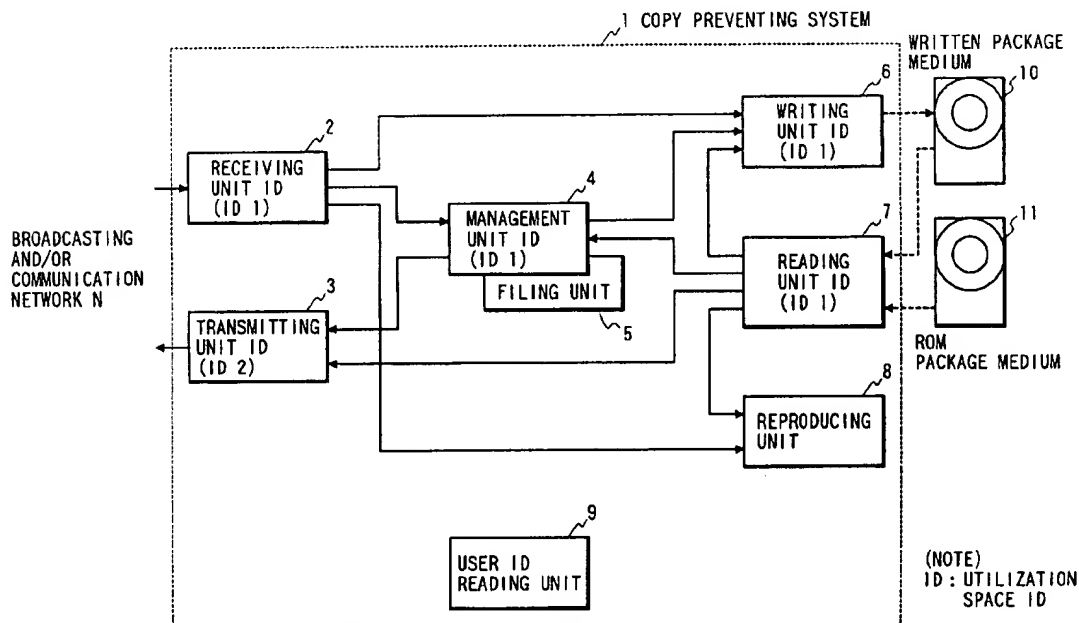 1 COPY PREVENTING SYSTEM
WRITTEN PACKAGE
MEDIUM
10
6
WRITING
UNIT ID
(ID 1)
2
RECEIVING
UNIT ID
(ID 1)
4
MANAGEMENT
UNIT ID
(ID 1)
FILING UNIT
5
7
READING
UNIT ID
(ID 1)
11
BROADCASTING
AND/OR
COMMUNICATION
NETWORK N
3
TRANSMITTING
UNIT ID
(ID 2)
ROM
PACKAGE MEDIUM
8
REPRODUCING
UNIT
9
USER ID
READING UNIT
(NOTE)
ID : UTILIZATION
SPACE ID